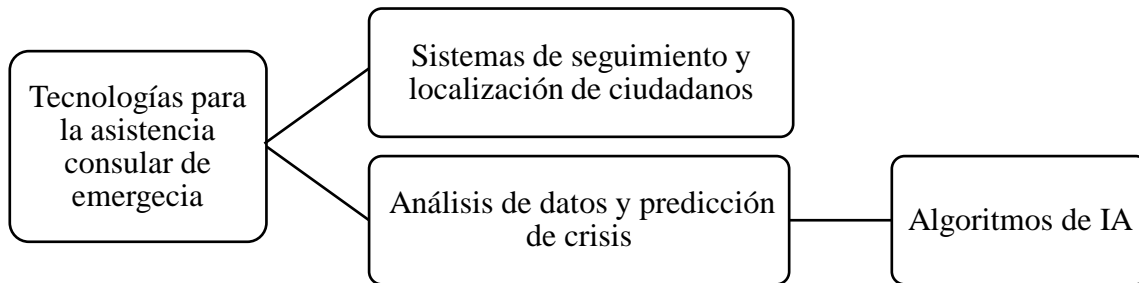 Tecnologías para
la asistencia
consular de
emergecia
Sistemas de seguimiento y
localización de ciudadanos
Análisis de datos y predicción
de crisis
Algoritmos de IA